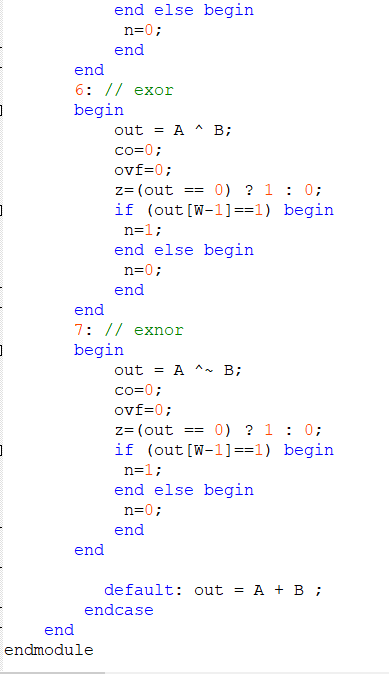 end else begin
n=0;
end
end
6: // exor
begin
out = A ^ B;
co=0;
ovf=0;
z=(out == 0) ? 1 : 0;
if (out[W-1]==1) begin
n=1;
end else begin
n=0;
end
end
7: // exnor
begin
out = A ^~ B;
co=0;
ovf=0;
z=(out == 0) ? 1 : 0;
if (out[W-1]==1) begin
n=1;
end else begin
n=0;
end
end
default: out = A + B ;
endcase
end
endmodule